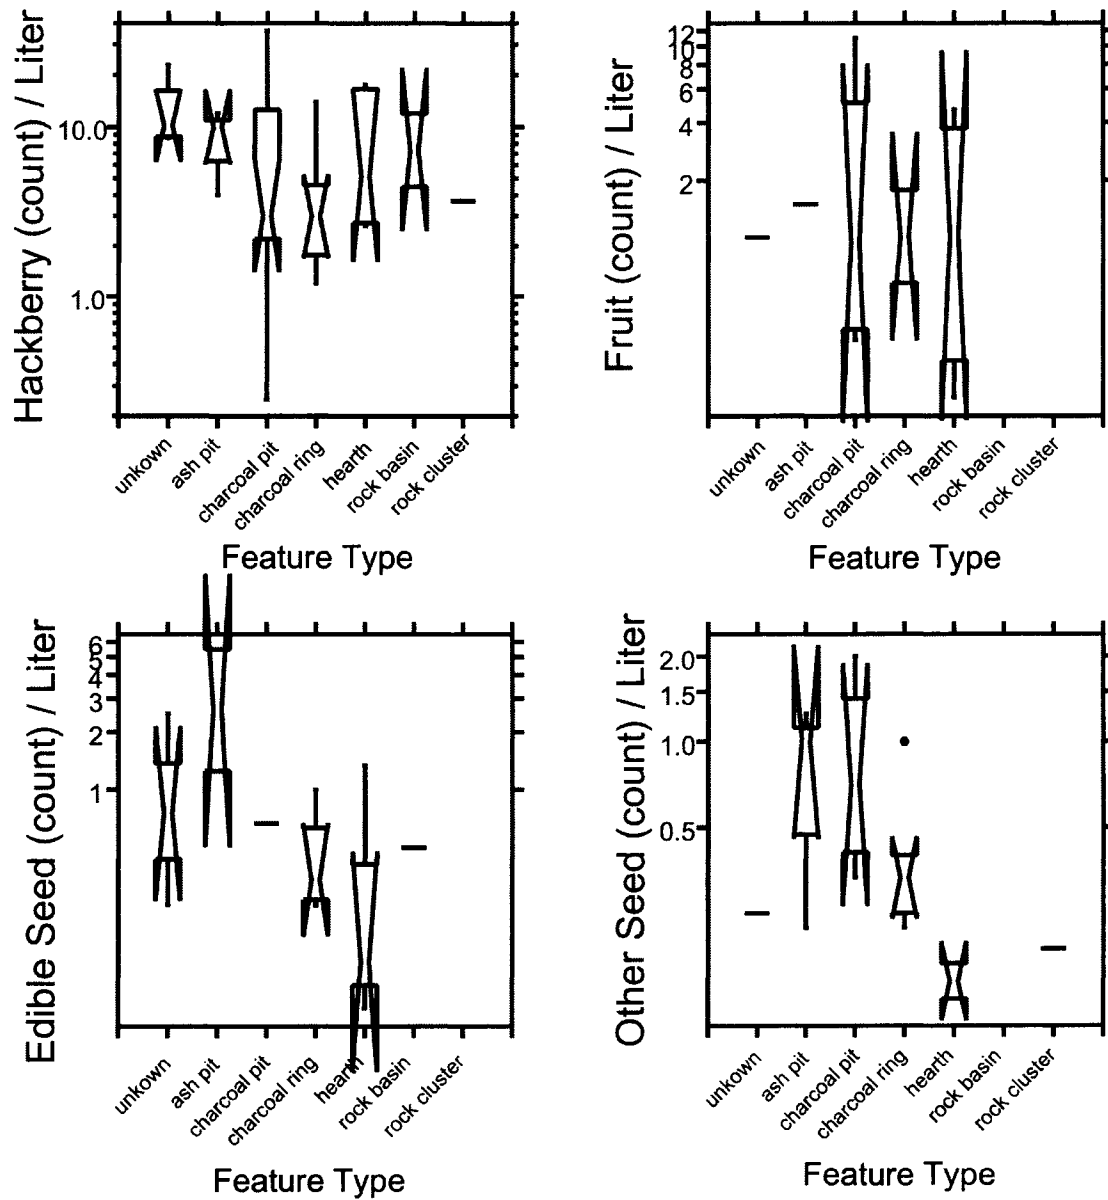 Hackberry (count) / Liter
10.0
1.0
unkown
ash pit
charcoal pit
charcoal ring
hearth
rock basin
rock cluster
Feature Type
Fruit (count) / Liter
12
10
8
6
4
2
unkown
ash pit
charcoal pit
charcoal ring
hearth
rock basin
rock cluster
Feature Type
Edible Seed (count) / Liter
6
5
4
3
2
1
unkown
ash pit
charcoal pit
charcoal ring
hearth
rock basin
rock cluster
Feature Type
Other Seed (count) / Liter
2.0
1.5
1.0
0.5
unkown
ash pit
charcoal pit
charcoal ring
hearth
rock basin
rock cluster
Feature Type